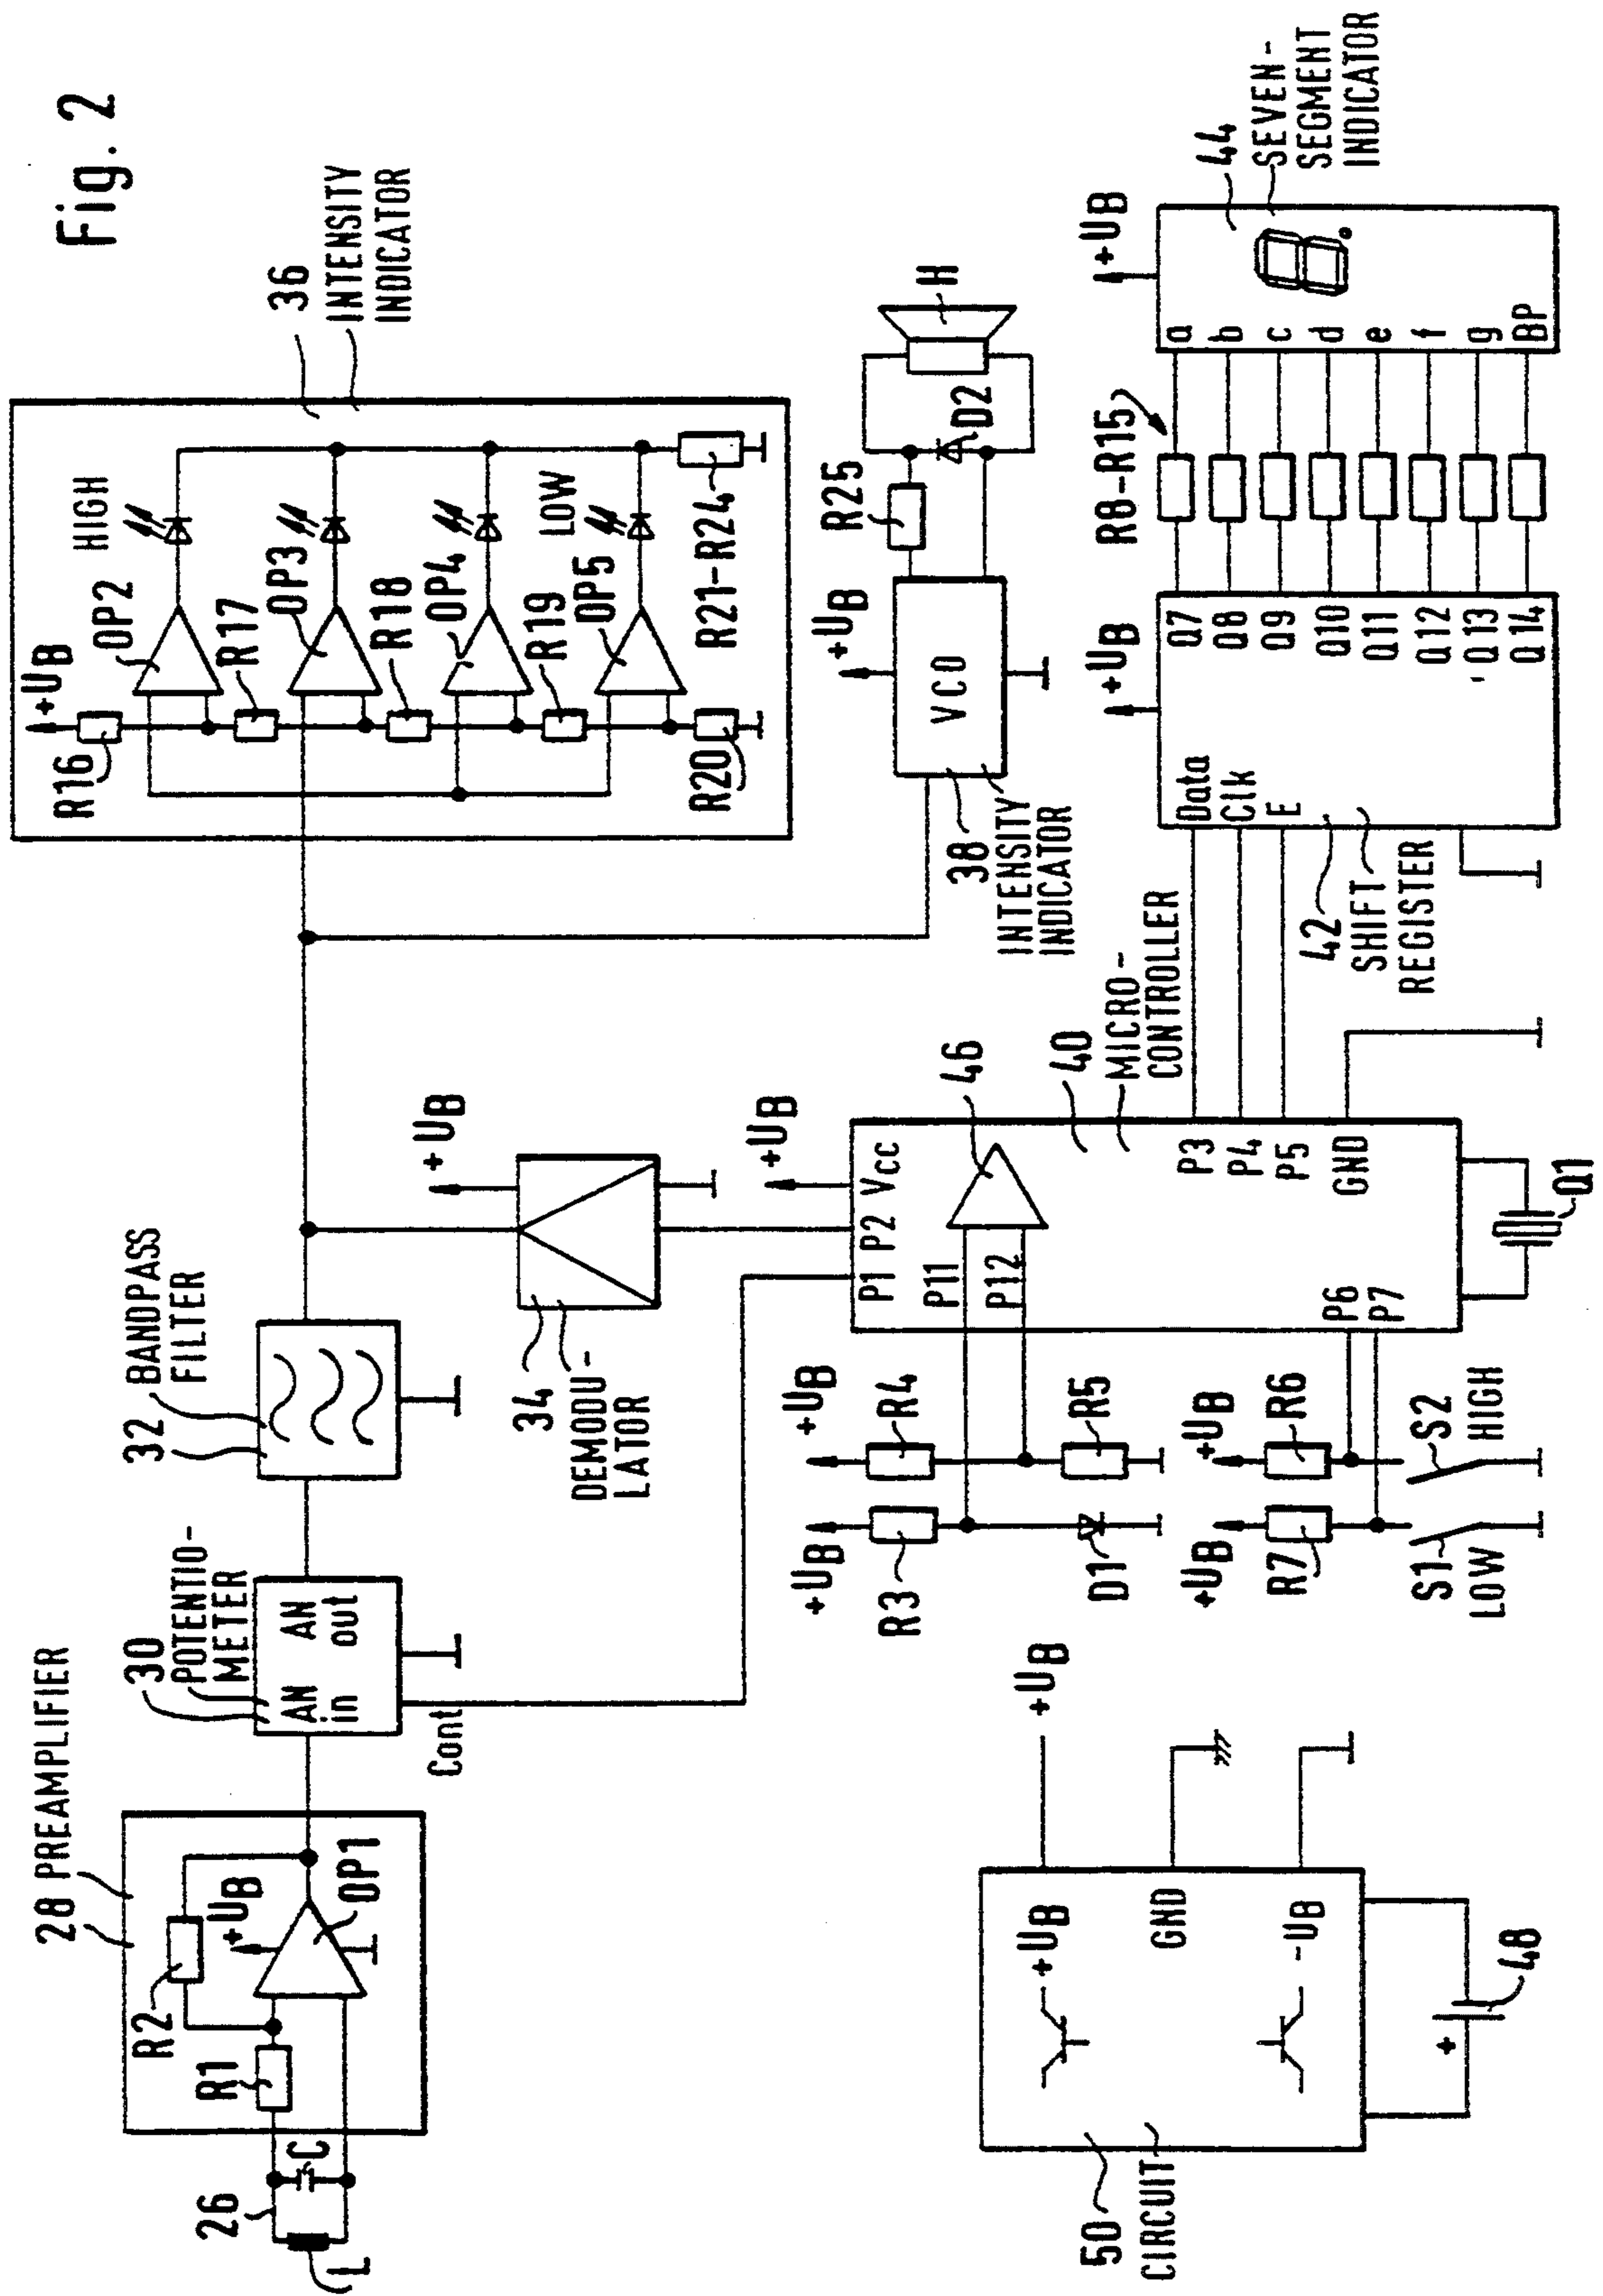 Fig. 2
28 PREAMPLIFIER
R2
+UB
R1
OP1
26
C
L
30
POTENTIO-
METER
AN
in
AN
out
Cont
32 BANDPASS
FILTER
34
DEMODU-
LATOR
+UB
36
INTENSITY
INDICATOR
+UB
R16
OP2
HIGH
R17
OP3
R18
OP4
R19
LOW
OP5
R20
R21-R24
+UB
VCO
38
INTENSITY
INDICATOR
R25
D2
H
+UB
P1
P2
Vcc
P11
P12
46
40
MICRO-
CONTROLLER
P3
P4
P5
GND
P6
P7
Q1
+UB
R4
R5
+UB
R3
D1
+UB
R6
+UB
R7
S2
HIGH
S1
LOW
+UB
Data
Clk
E
42
SHIFT
REGISTER
Q7
Q8
Q9
Q10
Q11
Q12
Q13
Q14
R8-R15
+UB
a
b
c
d
e
f
g
BP
44
SEVEN-
SEGMENT
INDICATOR
8.
50
CIRCUIT
+UB
GND
-UB
+UB
+
48